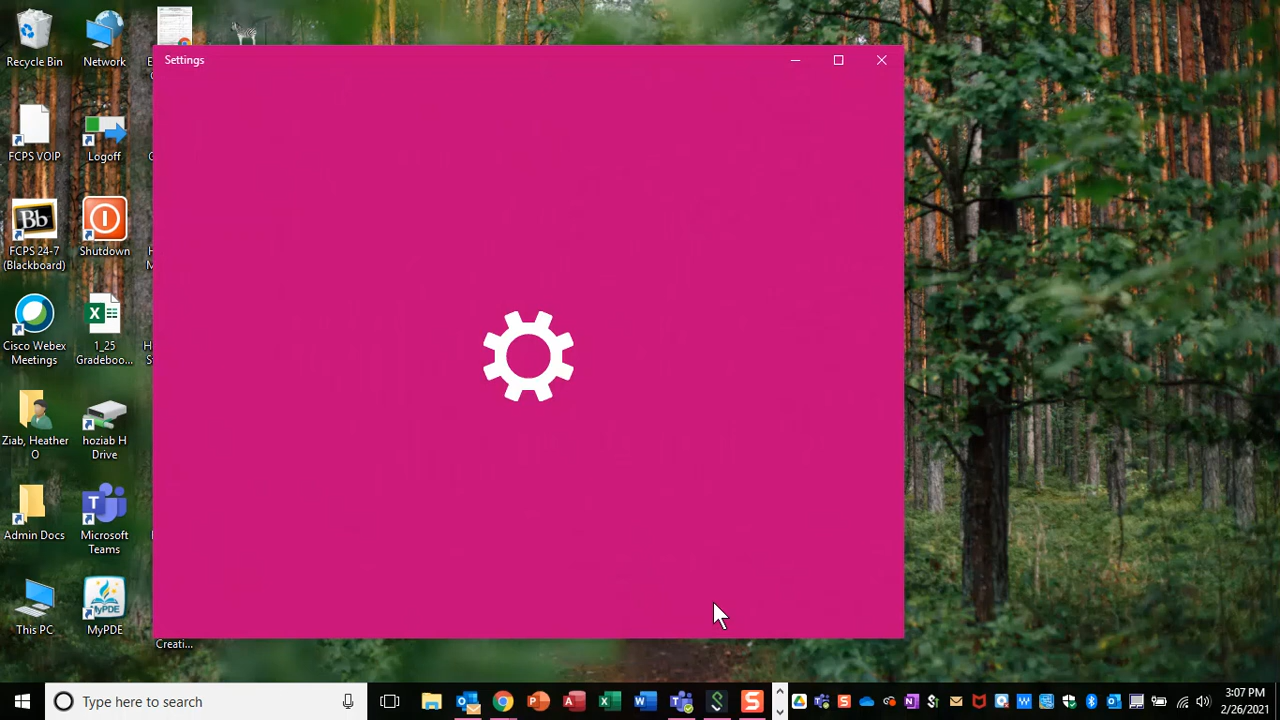 Settings
Recycle Bin
Network
FCPS VOIP
Logoff
Bb
FCPS 24-7
(Blackboard)
Shutdown
Cisco Webex
Meetings
1_25
Gradeboo...
Ziab, Heather
O
hoziab H
Drive
Admin Docs
Microsoft
Teams
This PC
MyPDE
MyPDE
Creati...
Type here to search
3:07 PM
2/26/2021